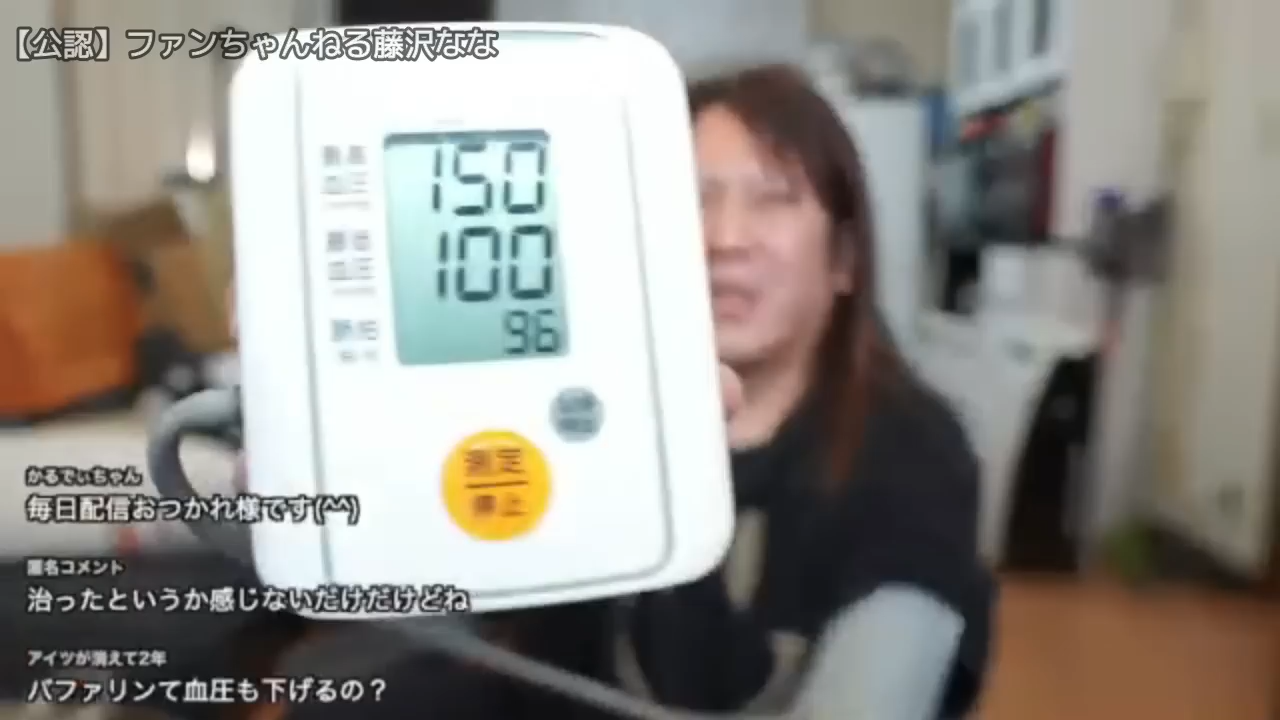 【公認】ファンちゃんねる藤沢なな
最高
血圧
150
最低
血圧
100
脈拍
96
測定
停止
かるでぃちゃん
毎日配信おつかれ様です(^^)
匿名コメント
治ったというか感じないだけだけどね
アイツが消えて2年
バファリンて血圧も下げるの？